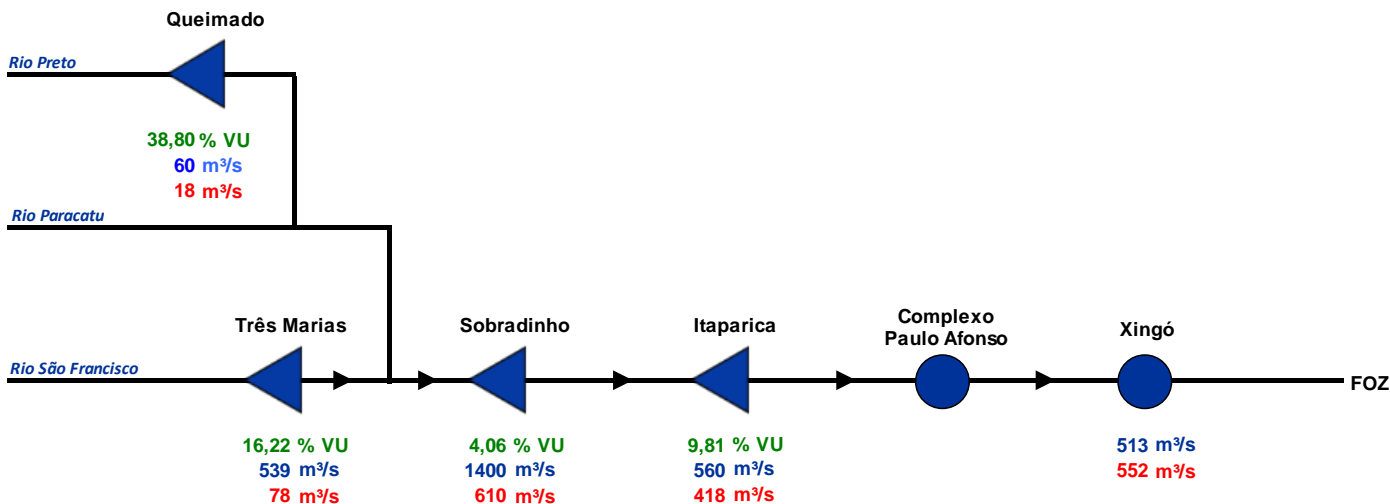 Queimado
Rio Preto
38,80 % VU
60 m³/s
18 m³/s
Rio Paracatu
Três Marias
Sobradinho
Itaparica
Complexo
Paulo Afonso
Xingó
Rio São Francisco
FOZ
16,22 % VU
539 m³/s
78 m³/s
4,06 % VU
1400 m³/s
610 m³/s
9,81 % VU
560 m³/s
418 m³/s
513 m³/s
552 m³/s